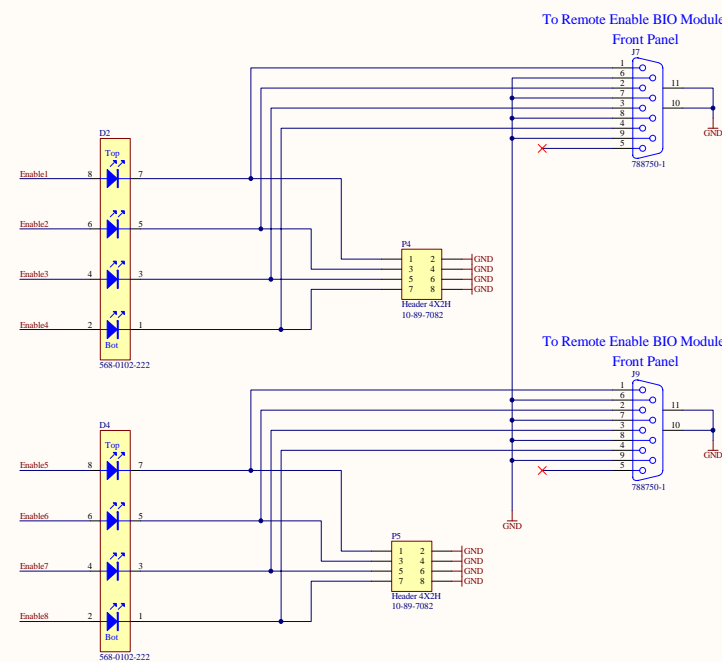 To Remote Enable BIO Module
Front Panel
J7
1
6
2
7
3
8
4
9
5
11
10
GND
788750-1
D2
Top
Enable1 8 7
Enable2 6 5
Enable3 4 3
Enable4 2 1
Bot
568-0102-222
P4
1 2 GND
3 4 GND
5 6 GND
7 8 GND
Header 4X2H
10-89-7082
To Remote Enable BIO Module
Front Panel
J9
1
6
2
7
3
8
4
9
5
11
10
GND
788750-1
GND
D4
Top
Enable5 8 7
Enable6 6 5
Enable7 4 3
Enable8 2 1
Bot
568-0102-222
P5
1 2 GND
3 4 GND
5 6 GND
7 8 GND
Header 4X2H
10-89-7082